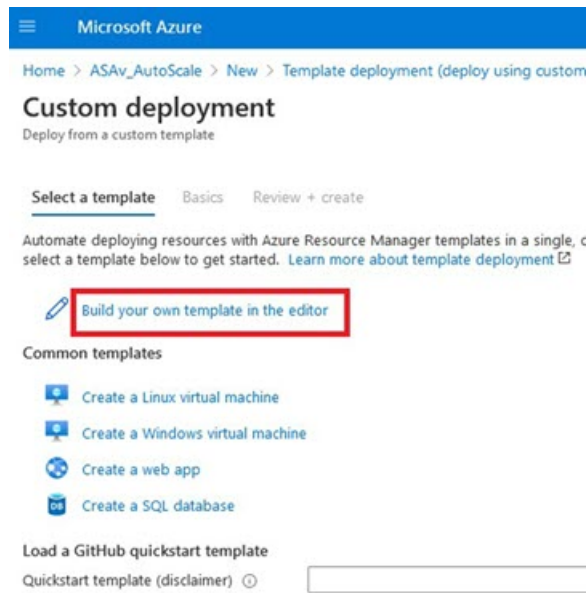 Microsoft Azure
Home > ASAv_AutoScale > New > Template deployment (deploy using custom
Custom deployment
Deploy from a custom template
Select a template Basics Review + create
Automate deploying resources with Azure Resource Manager templates in a single,
select a template below to get started. Learn more about template deployment
Build your own template in the editor
Common templates
Create a Linux virtual machine
Create a Windows virtual machine
Create a web app
DB Create a SQL database
Load a GitHub quickstart template
Quickstart template (disclaimer)